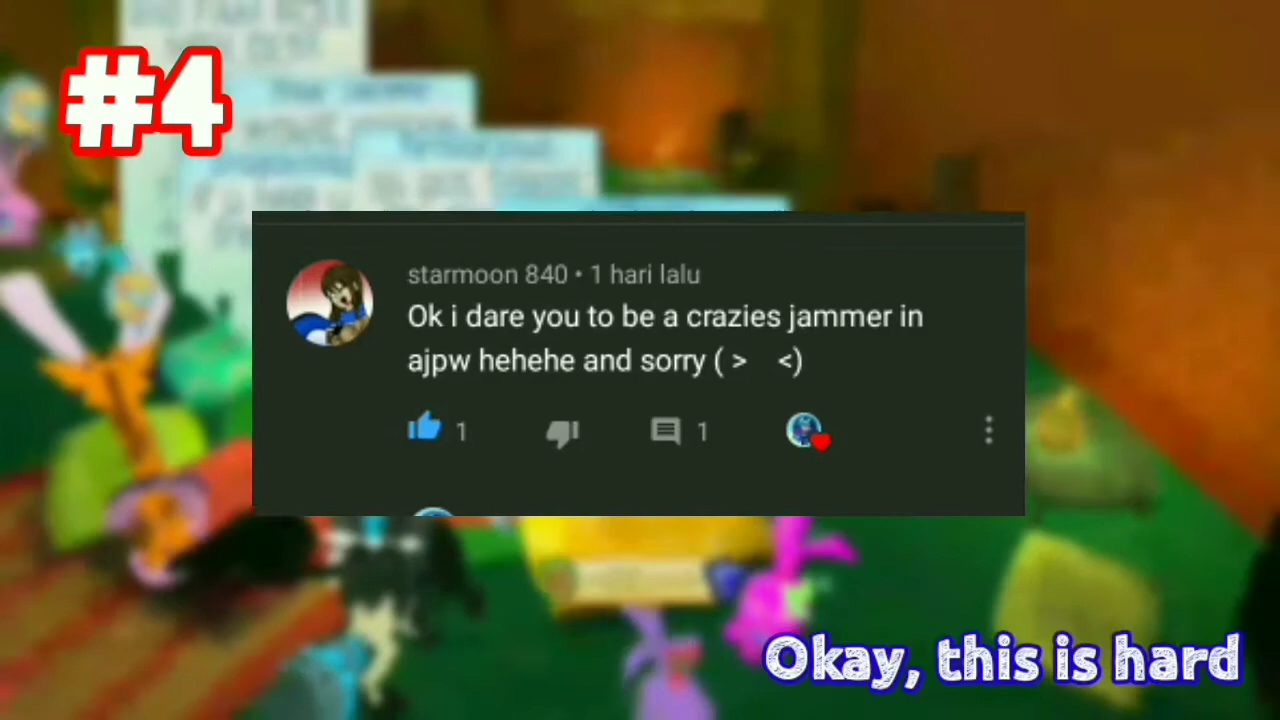 #4
starmoon 840 • 1 hari lalu
Ok i dare you to be a crazies jammer in
ajpw hehehe and sorry ( > <)
1
1
Okay, this is hard